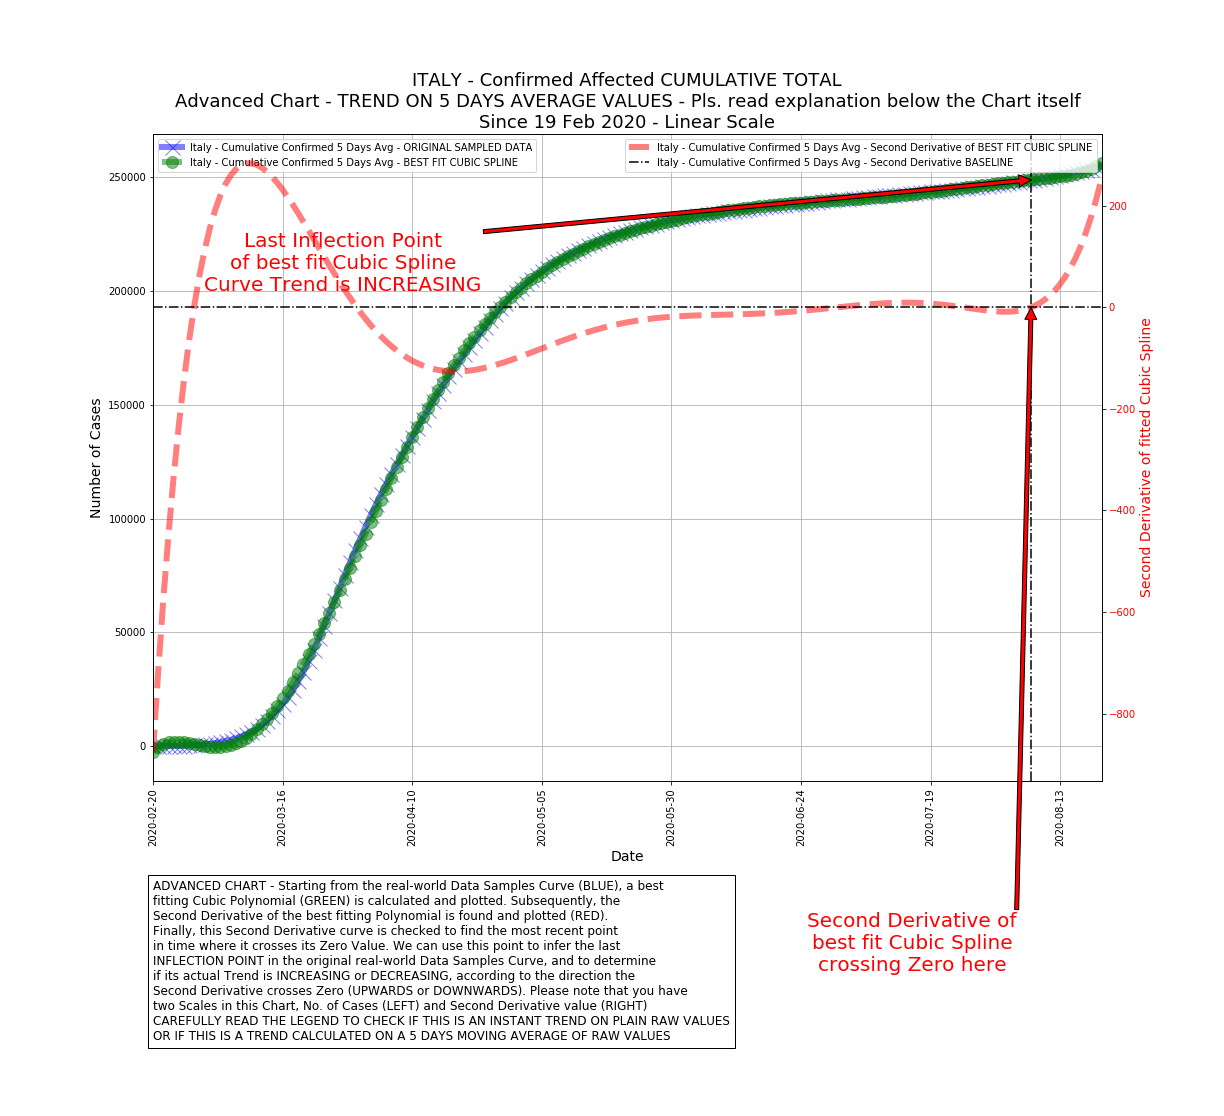 ITALY - Confirmed Affected CUMULATIVE TOTAL
Advanced Chart - TREND ON 5 DAYS AVERAGE VALUES - Pls. read explanation below the Chart itself
Since 19 Feb 2020 - Linear Scale
Italy - Cumulative Confirmed 5 Days Avg - ORIGINAL SAMPLED DATA
Italy - Cumulative Confirmed 5 Days Avg - BEST FIT CUBIC SPLINE
Italy - Cumulative Confirmed 5 Days Avg - Second Derivative of BEST FIT CUBIC SPLINE
Italy - Cumulative Confirmed 5 Days Avg - Second Derivative BASELINE
Last Inflection Point
of best fit Cubic Spline
Curve Trend is INCREASING
Number of Cases
250000
200000
150000
100000
50000
0
200
0
−200
−400
−600
−800
Second Derivative of fitted Cubic Spline
2020-02-20
2020-03-16
2020-04-10
2020-05-05
2020-05-30
2020-06-24
2020-07-19
2020-08-13
Date
ADVANCED CHART - Starting from the real-world Data Samples Curve (BLUE), a best
fitting Cubic Polynomial (GREEN) is calculated and plotted. Subsequently, the
Second Derivative of the best fitting Polynomial is found and plotted (RED).
Finally, this Second Derivative curve is checked to find the most recent point
in time where it crosses its Zero Value. We can use this point to infer the last
INFLECTION POINT in the original real-world Data Samples Curve, and to determine
if its actual Trend is INCREASING or DECREASING, according to the direction the
Second Derivative crosses Zero (UPWARDS or DOWNWARDS). Please note that you have
two Scales in this Chart, No. of Cases (LEFT) and Second Derivative value (RIGHT)
CAREFULLY READ THE LEGEND TO CHECK IF THIS IS AN INSTANT TREND ON PLAIN RAW VALUES
OR IF THIS IS A TREND CALCULATED ON A 5 DAYS MOVING AVERAGE OF RAW VALUES
Second Derivative of
best fit Cubic Spline
crossing Zero here